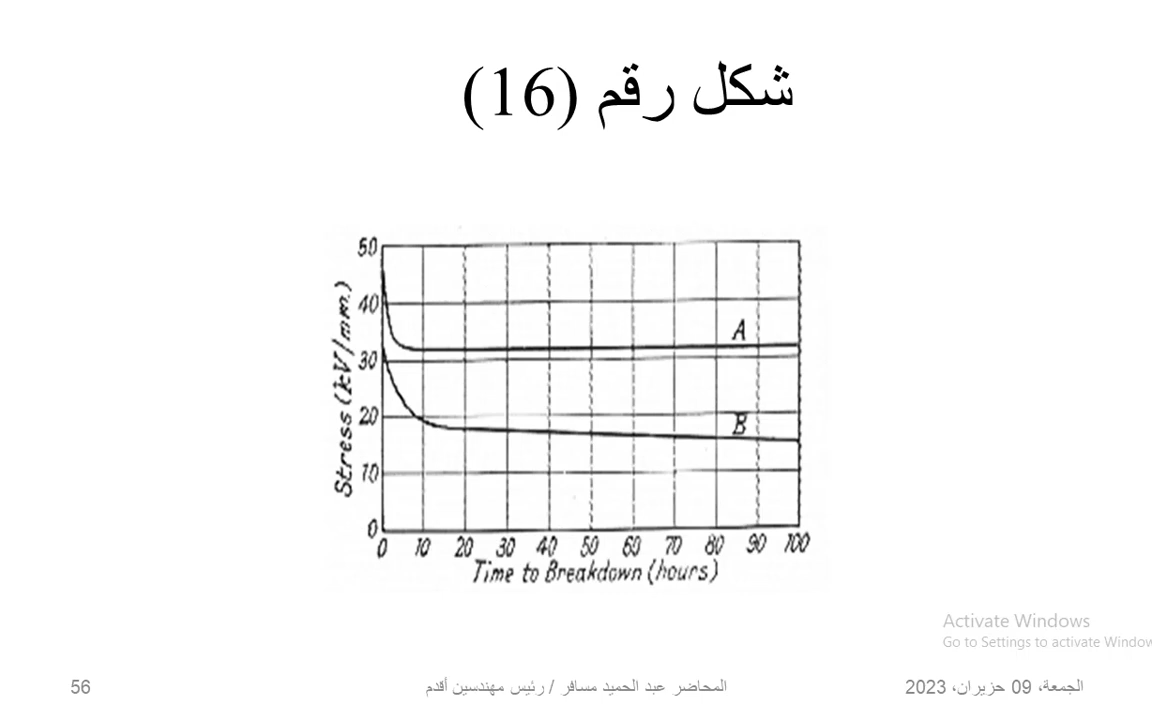 شكل رقم (16)
50
40
30
20
10
0
Stress (kV/mm.)
A
B
0 10 20 30 40 50 60 70 80 90 100
Time to Breakdown (hours)
Activate Windows
Go to Settings to activate Window
56
المحاضر عبد الحميد مسافر / رئيس مهندسين أقدم
الجمعة، 09 حزيران، 2023